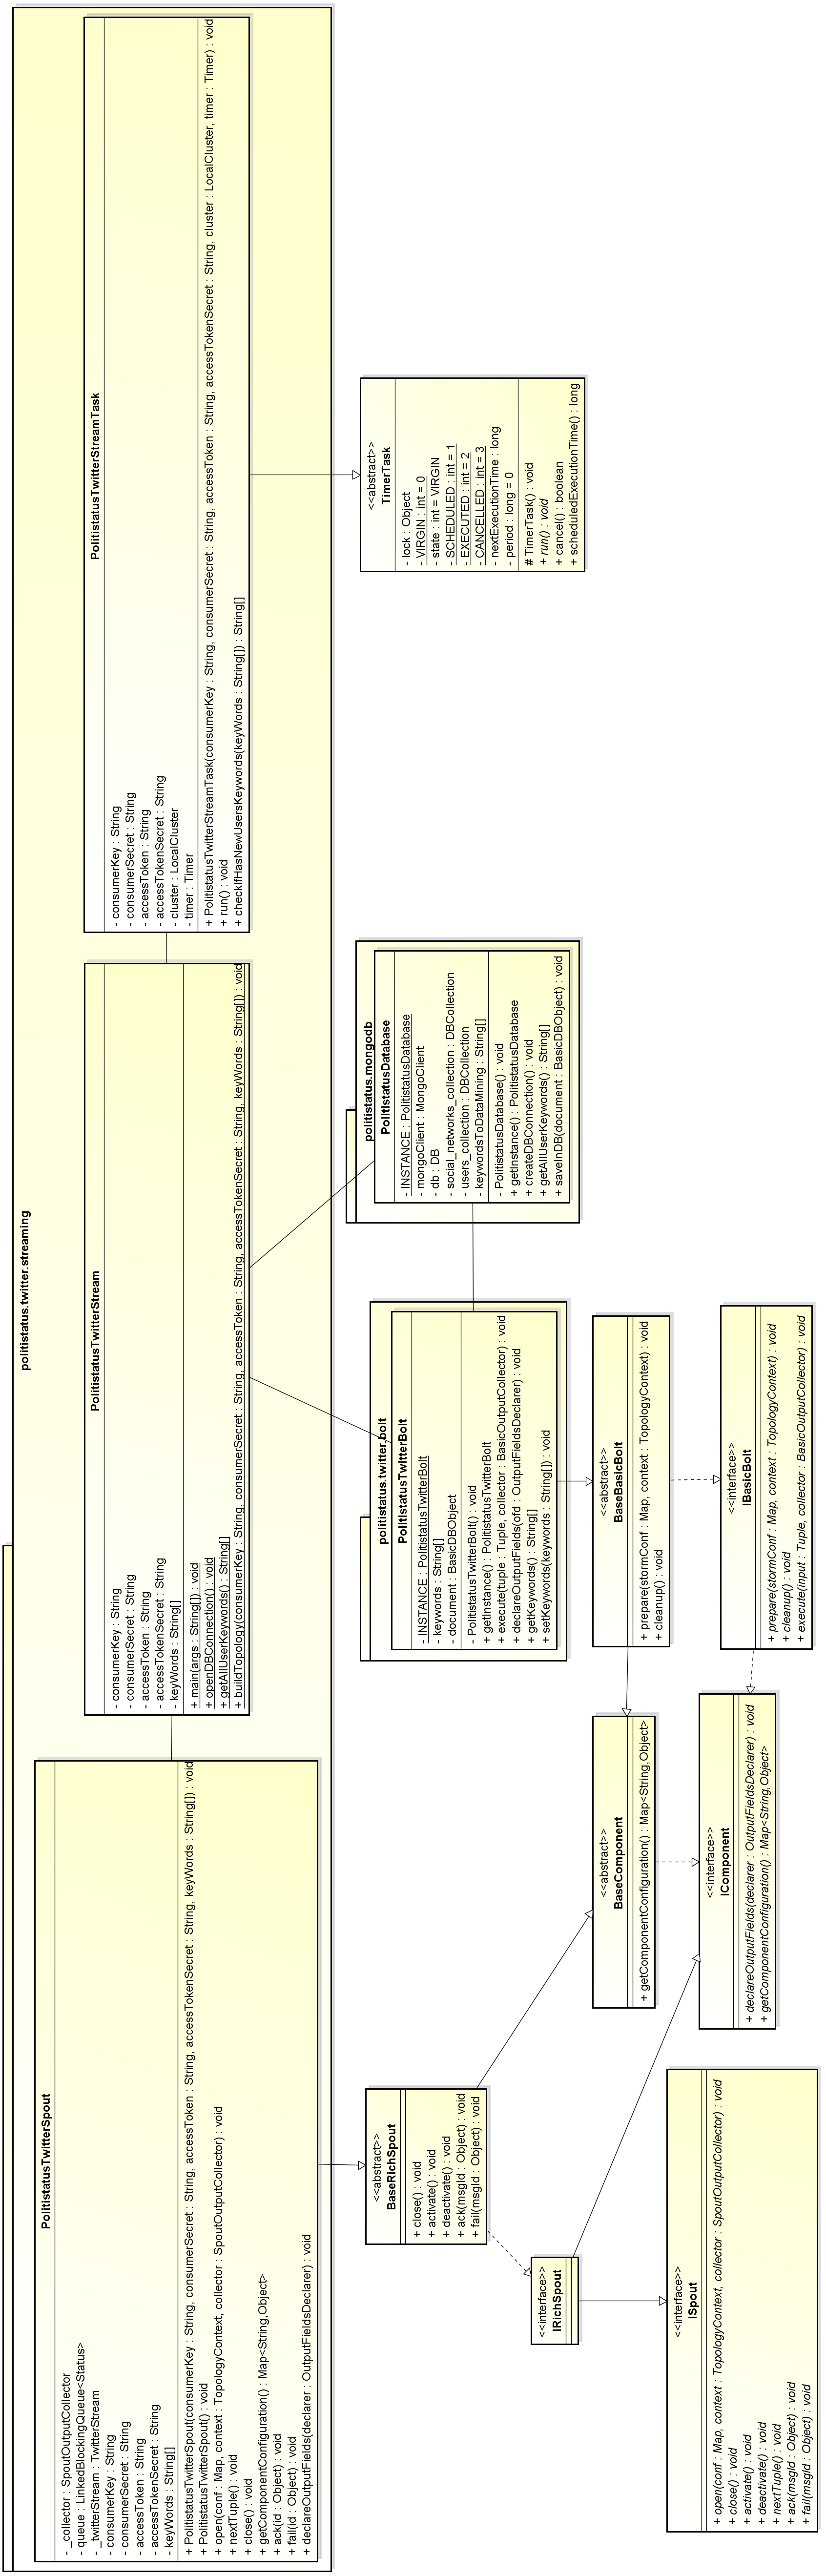 politistatus.twitter.streaming
PolitistatusTwitterSpout
- _collector : SpoutOutputCollector
- queue : LinkedBlockingQueue<Status>
- _twitterStream : TwitterStream
- consumerKey : String
- consumerSecret : String
- accessToken : String
- accessTokenSecret : String
- keyWords : String[]
+ PolitistatusTwitterSpout(consumerKey : String, consumerSecret : String, accessToken : String, accessTokenSecret : String, keyWords : String[]) : void
+ PolitistatusTwitterSpout() : void
+ open(conf : Map, context : TopologyContext, collector : SpoutOutputCollector) : void
+ nextTuple() : void
+ close() : void
+ getComponentConfiguration() : Map<String,Object>
+ ack(id : Object) : void
+ fail(id : Object) : void
+ declareOutputFields(declarer : OutputFieldsDeclarer) : void
PolitistatusTwitterStream
- consumerKey : String
- consumerSecret : String
- accessToken : String
- accessTokenSecret : String
- keyWords : String[]
+ main(args : String[]) : void
+ openDBConnection() : void
+ getAllUserKeywords() : String[]
+ buildTopology(consumerKey : String, consumerSecret : String, accessToken : String, accessTokenSecret : String, keyWords : String[]) : void
PolitistatusTwitterStreamTask
- consumerKey : String
- consumerSecret : String
- accessToken : String
- accessTokenSecret : String
- cluster : LocalCluster
- timer : Timer
+ PolitistatusTwitterStreamTask(consumerKey : String, consumerSecret : String, accessToken : String, accessTokenSecret : String, cluster : LocalCluster, timer : Timer) : void
+ run() : void
+ checkIfHasNewUsersKeywords(keyWords : String[]) : String[]
politistatus.twitter.bolt
PolitistatusTwitterBolt
- INSTANCE : PolitistatusTwitterBolt
- keywords : String[]
- document : BasicDBObject
- PolitistatusTwitterBolt() : void
+ getInstance() : PolitistatusTwitterBolt
+ execute(tuple : Tuple, collector : BasicOutputCollector) : void
+ declareOutputFields(ofd : OutputFieldsDeclarer) : void
+ getKeywords() : String[]
+ setKeywords(keywords : String[]) : void
politistatus.mongodb
PolitistatusDatabase
- INSTANCE : PolitistatusDatabase
- mongoClient : MongoClient
- db : DB
- social_networks_collection : DBCollection
- users_collection : DBCollection
- keywordsToDataMining : String[]
- PolitistatusDatabase() : void
+ getInstance() : PolitistatusDatabase
+ createDBConnection() : void
+ getAllUserKeywords() : String[]
+ saveInDB(document : BasicDBObject) : void
<<abstract>>
TimerTask
- lock : Object
- VIRGIN : int = 0
- state : int = VIRGIN
- SCHEDULED : int = 1
- EXECUTED : int = 2
- CANCELLED : int = 3
- nextExecutionTime : long
- period : long = 0
# TimerTask() : void
+ run() : void
+ cancel() : boolean
+ scheduledExecutionTime() : long
<<abstract>>
BaseRichSpout
+ close() : void
+ activate() : void
+ deactivate() : void
+ ack(msgId : Object) : void
+ fail(msgId : Object) : void
<<interface>>
IRichSpout
<<abstract>>
BaseComponent
+ getComponentConfiguration() : Map<String,Object>
<<abstract>>
BaseBasicBolt
+ prepare(stormConf : Map, context : TopologyContext) : void
+ cleanup() : void
<<interface>>
ISpout
+ open(conf : Map, context : TopologyContext, collector : SpoutOutputCollector) : void
+ close() : void
+ activate() : void
+ deactivate() : void
+ nextTuple() : void
+ ack(msgId : Object) : void
+ fail(msgId : Object) : void
<<interface>>
IComponent
+ declareOutputFields(declarer : OutputFieldsDeclarer) : void
+ getComponentConfiguration() : Map<String,Object>
<<interface>>
IBasicBolt
+ prepare(stormConf : Map, context : TopologyContext) : void
+ cleanup() : void
+ execute(input : Tuple, collector : BasicOutputCollector) : void